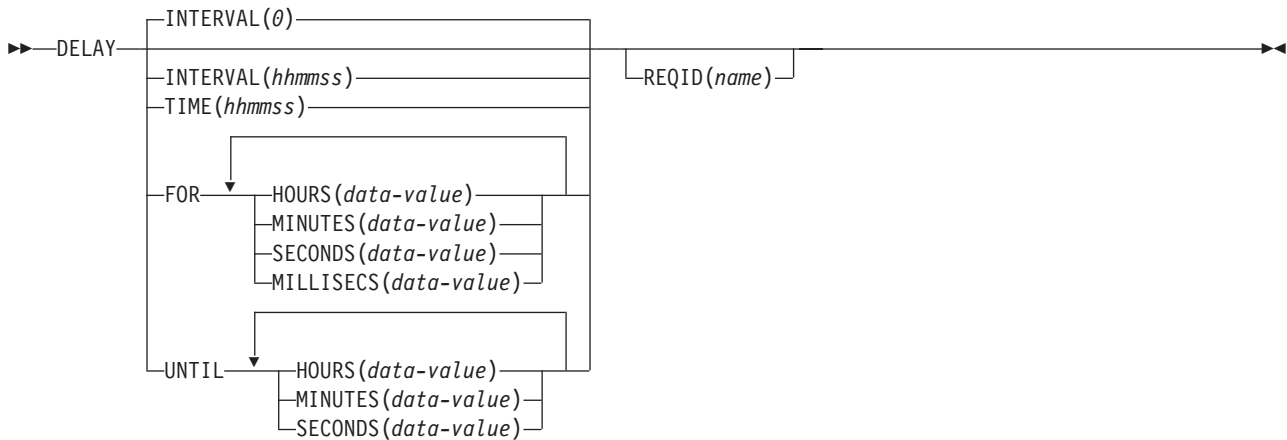 INTERVAL(0)
DELAY
INTERVAL(hhmmss)
REQID(name)
TIME(hhmmss)
FOR
HOURS(data-value)
MINUTES(data-value)
SECONDS(data-value)
MILLISECS(data-value)
UNTIL
HOURS(data-value)
MINUTES(data-value)
SECONDS(data-value)